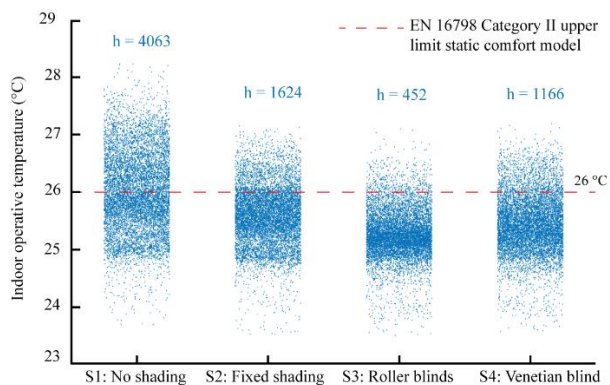 29
28
27
26
25
24
23
Indoor operative temperature (°C)
EN 16798 Category II upper
limit static comfort model
h = 4063
h = 1624
h = 452
h = 1166
26 °C
S1: No shading
S2: Fixed shading
S3: Roller blinds
S4: Venetian blind